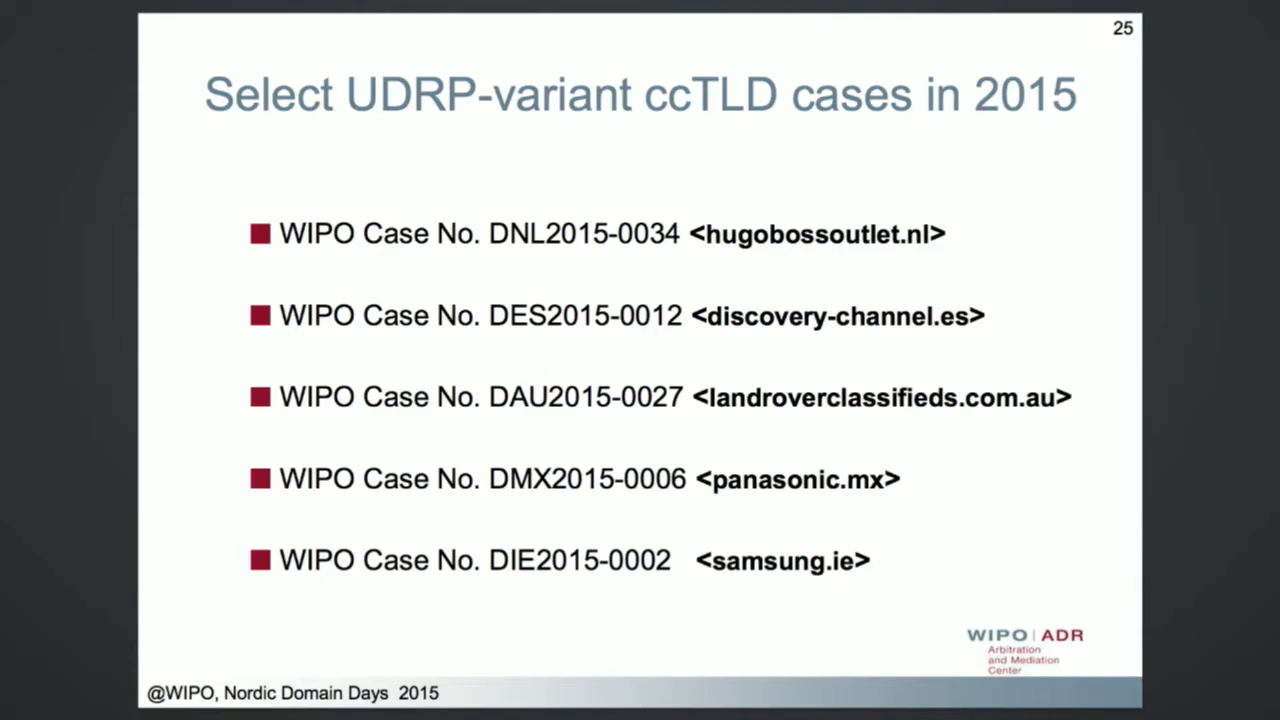 25
Select UDRP-variant ccTLD cases in 2015
WIPO Case No. DNL2015-0034 <hugobossoutlet.nl>
WIPO Case No. DES2015-0012 <discovery-channel.es>
WIPO Case No. DAU2015-0027 <landroverclassifieds.com.au>
WIPO Case No. DMX2015-0006 <panasonic.mx>
WIPO Case No. DIE2015-0002 <samsung.ie>
WIPO | ADR
Arbitration
and Mediation
Center
@WIPO, Nordic Domain Days 2015